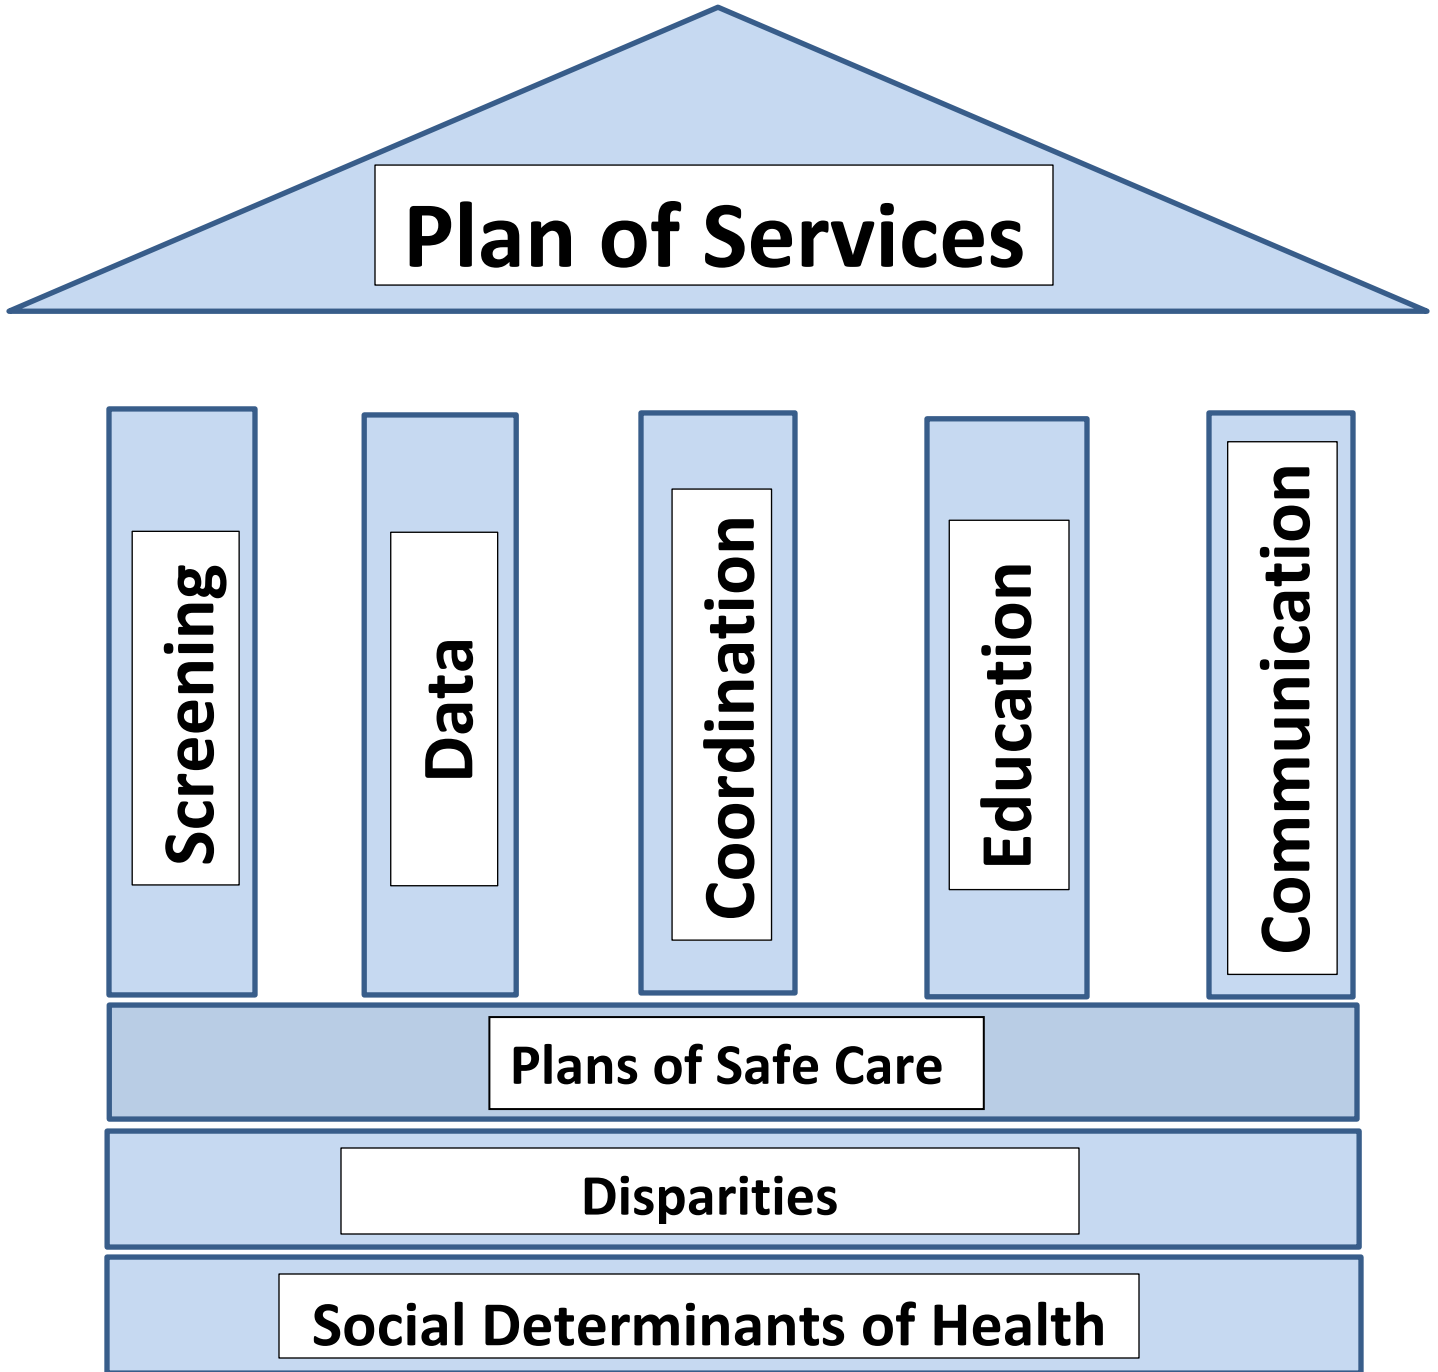 Plan of Services
Screening
Data
Coordination
Education
Communication
Plans of Safe Care
Disparities
Social Determinants of Health